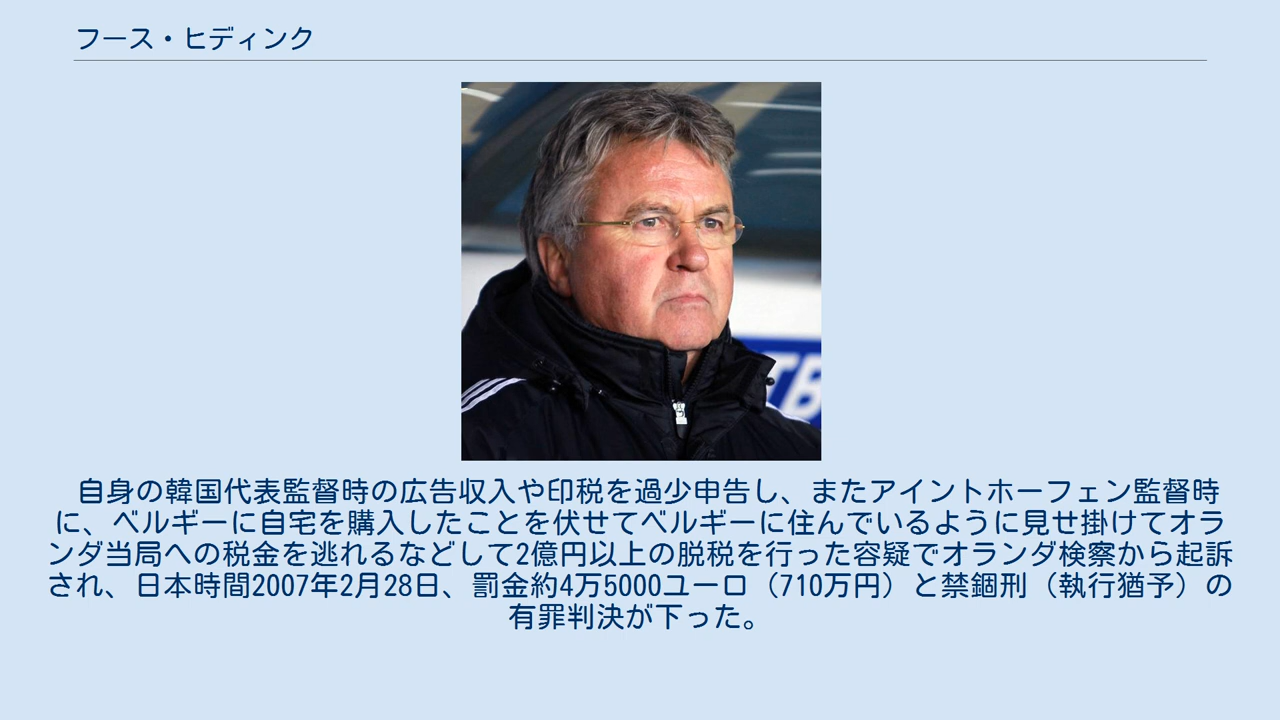 フース・ヒディンク
TB
自身の韓国代表監督時の広告収入や印税を過少申告し、またアイントホーフェン監督時
に、ベルギーに自宅を購入したことを伏せてベルギーに住んでいるように見せ掛けてオラ
ンダ当局への税金を逃れるなどして2億円以上の脱税を行った容疑でオランダ検察から起訴
され、日本時間2007年2月28日、罰金約4万5000ユーロ（710万円）と禁錮刑（執行猶予）の
有罪判決が下った。